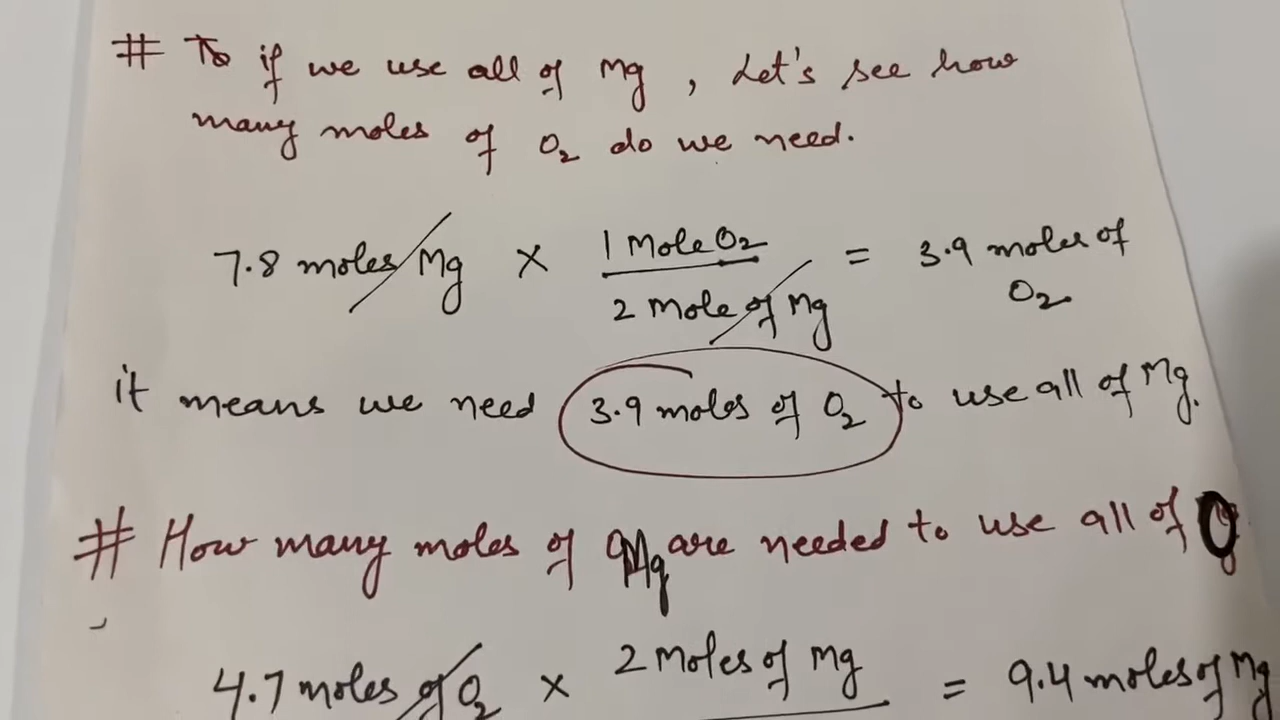 # To if we use all of Mg, Let's see how
many moles of O₂ do we need.
7.8 moles Mg × 1 Mole O₂ / 2 Mole of Mg = 3.9 moles of O₂
it means we need 3.9 moles of O₂ to use all of Mg.
# How many moles of Mg are needed to use all of O
4.7 moles of O₂ × 2 Moles of Mg = 9.4 moles of Mg